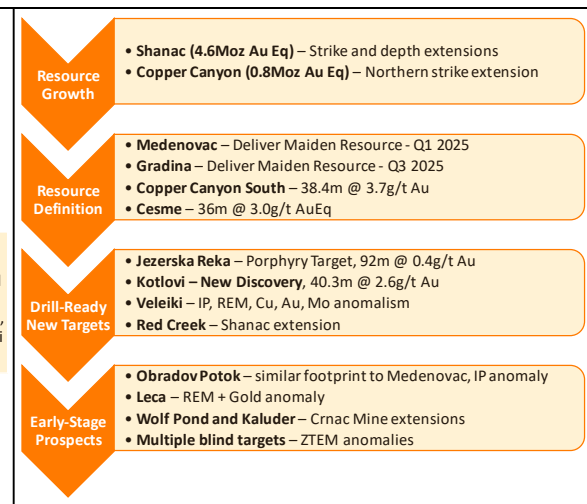 Resource
Growth
• Shanac (4.6Moz Au Eq) – Strike and depth extensions
• Copper Canyon (0.8Moz Au Eq) – Northern strike extension
Resource
Definition
• Medenovac – Deliver Maiden Resource - Q1 2025
• Gradina – Deliver Maiden Resource - Q3 2025
• Copper Canyon South – 38.4m @ 3.7g/t Au
• Cesme – 36m @ 3.0g/t AuEq
Drill-Ready
New Targets
• Jezerska Reka – Porphyry Target, 92m @ 0.4g/t Au
• Kotlovi – New Discovery, 40.3m @ 2.6g/t Au
• Veleiki – IP, REM, Cu, Au, Mo anomalism
• Red Creek – Shanac extension
Early-Stage
Prospects
• Obradov Potok – similar footprint to Medenovac, IP anomaly
• Leca – REM + Gold anomaly
• Wolf Pond and Kaluder – Crnac Mine extensions
• Multiple blind targets – ZTEM anomalies